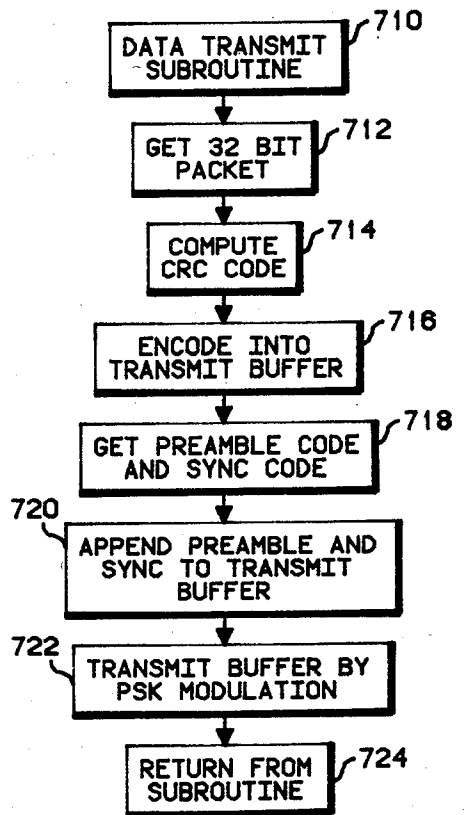 710
DATA TRANSMIT
SUBROUTINE
712
GET 32 BIT
PACKET
714
COMPUTE
CRC CODE
716
ENCODE INTO
TRANSMIT BUFFER
718
GET PREAMBLE CODE
AND SYNC CODE
720
APPEND PREAMBLE AND
SYNC TO TRANSMIT
BUFFER
722
TRANSMIT BUFFER BY
PSK MODULATION
724
RETURN FROM
SUBROUTINE